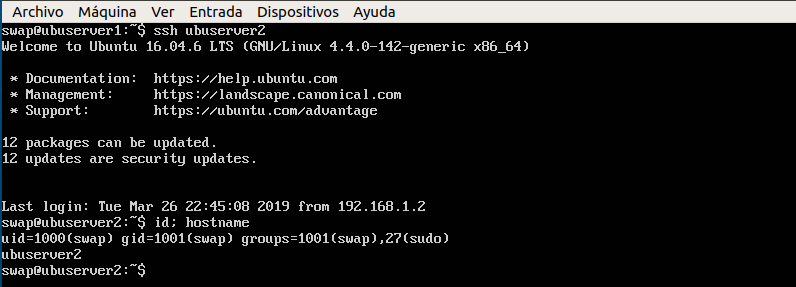 Archivo Máquina Ver Entrada Dispositivos Ayuda
swap@ubuserver1:~$ ssh ubuserver2
Welcome to Ubuntu 16.04.6 LTS (GNU/Linux 4.4.0-142-generic x86_64)
* Documentation:  https://help.ubuntu.com
* Management:     https://landscape.canonical.com
* Support:        https://ubuntu.com/advantage
12 packages can be updated.
12 updates are security updates.
Last login: Tue Mar 26 22:45:08 2019 from 192.168.1.2
swap@ubuserver2:~$ id; hostname
uid=1000(swap) gid=1001(swap) groups=1001(swap),27(sudo)
ubuserver2
swap@ubuserver2:~$